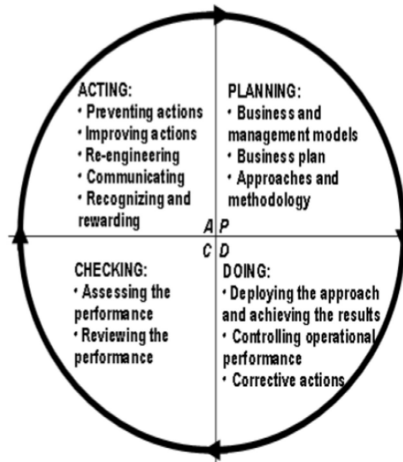 ACTING:
• Preventing actions
• Improving actions
• Re-engineering
• Communicating
• Recognizing and
rewarding
PLANNING:
• Business and
management models
• Business plan
• Approaches and
methodology
A P
C D
CHECKING:
• Assessing the
performance
• Reviewing the
performance
DOING:
• Deploying the approach
and achieving the results
• Controlling operational
performance
• Corrective actions